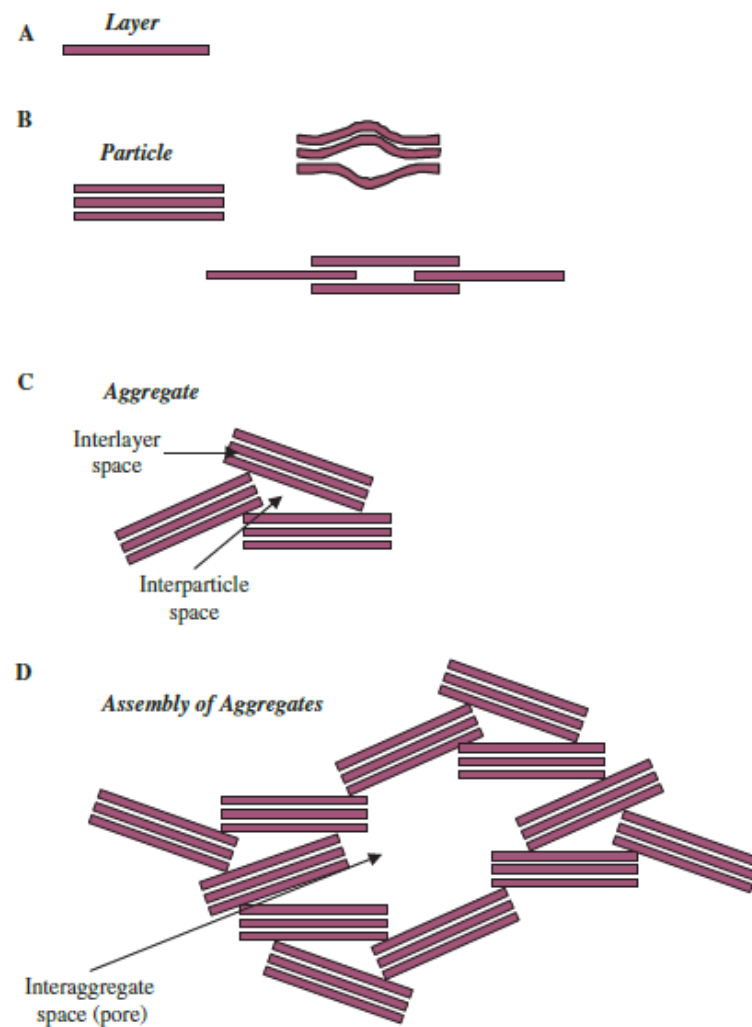 A
Layer
B
Particle
C
Aggregate
Interlayer
space
Interparticle
space
D
Assembly of Aggregates
Interaggregate
space (pore)